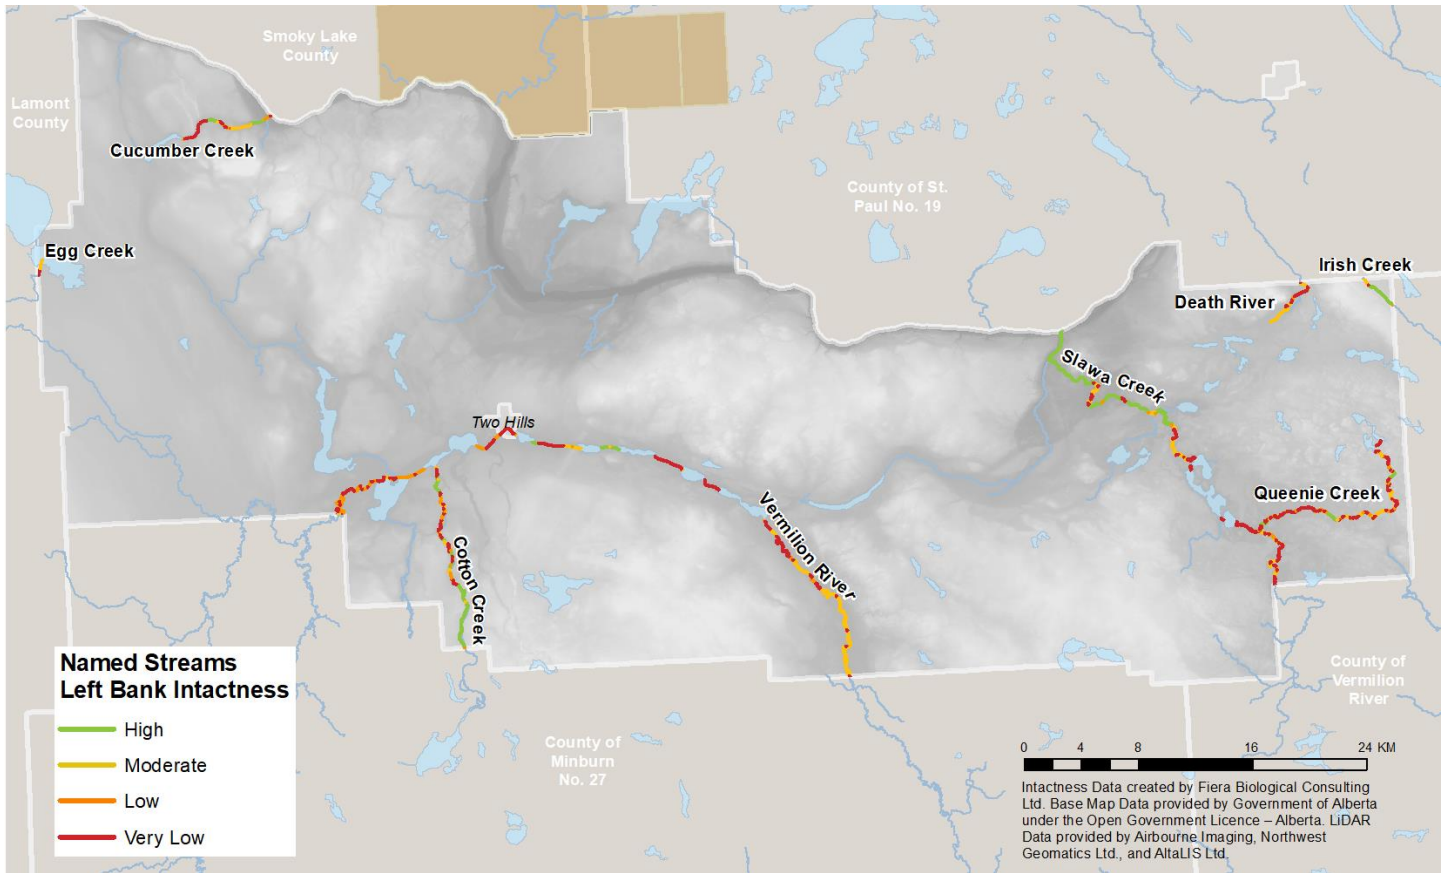 Smoky Lake
County
Lamont
County
Cucumber Creek
County of St.
Paul No. 19
Egg Creek
Irish Creek
Death River
Slawa Creek
Two Hills
Queenie Creek
Vermilion River
Cotton Creek
Named Streams
Left Bank Intactness
High
Moderate
Low
Very Low
County of
Minburn
No. 27
County of
Vermilion
River
0 4 8 16 24 KM
Intactness Data created by Fiera Biological Consulting
Ltd. Base Map Data provided by Government of Alberta
under the Open Government Licence – Alberta. LiDAR
Data provided by Airbourne Imaging, Northwest
Geomatics Ltd., and AltaLIS Ltd.